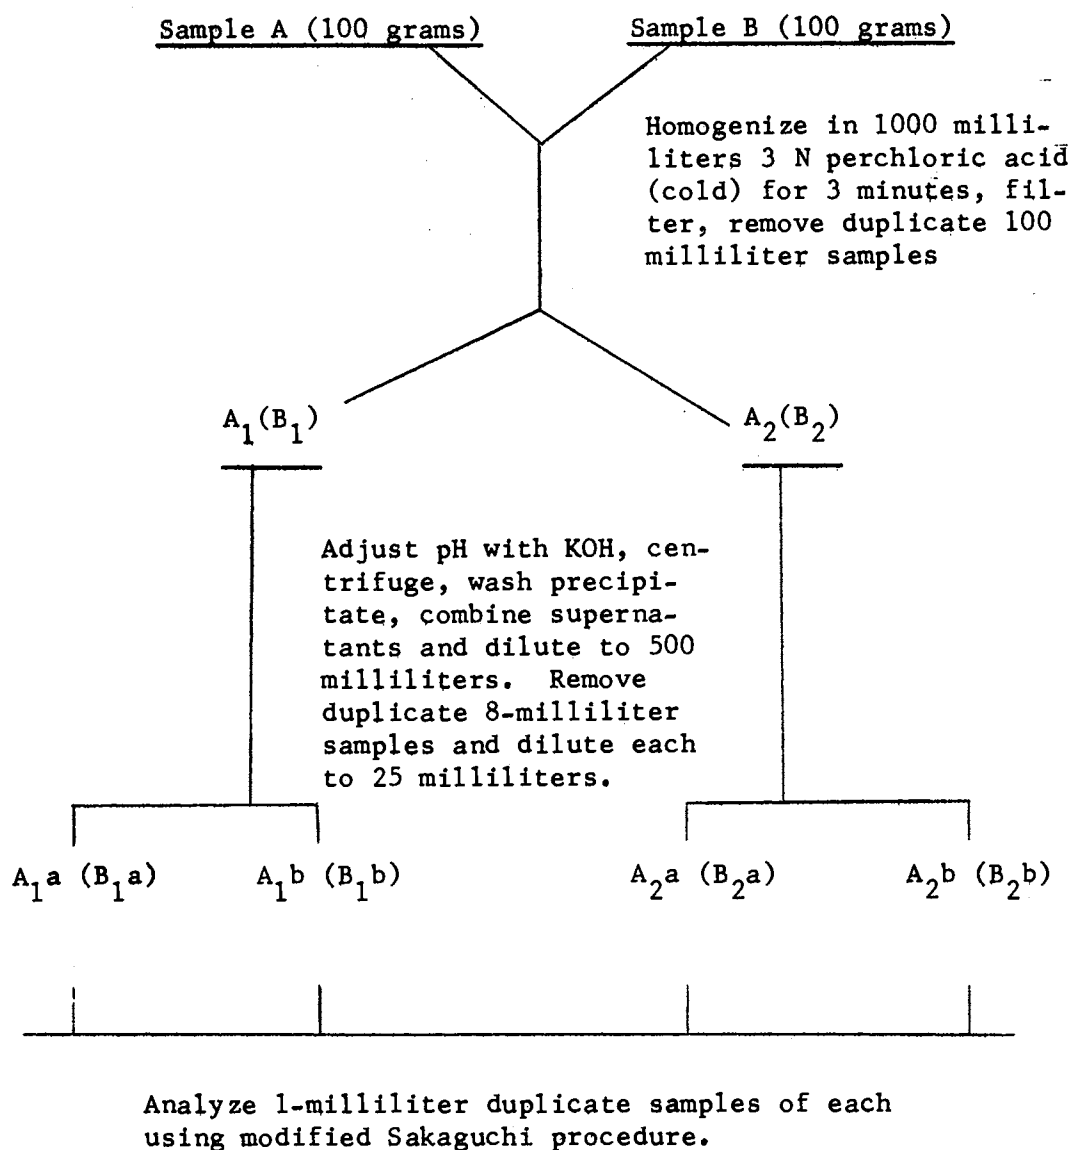 Sample A (100 grams) Sample B (100 grams)
Homogenize in 1000 milli-
liters 3 N perchloric acid
(cold) for 3 minutes, fil-
ter, remove duplicate 100
milliliter samples
A1(B1) A2(B2)
Adjust pH with KOH, cen-
trifuge, wash precipi-
tate, combine superna-
tants and dilute to 500
milliliters. Remove
duplicate 8-milliliter
samples and dilute each
to 25 milliliters.
A1a (B1a) A1b (B1b) A2a (B2a) A2b (B2b)
Analyze 1-milliliter duplicate samples of each
using modified Sakaguchi procedure.